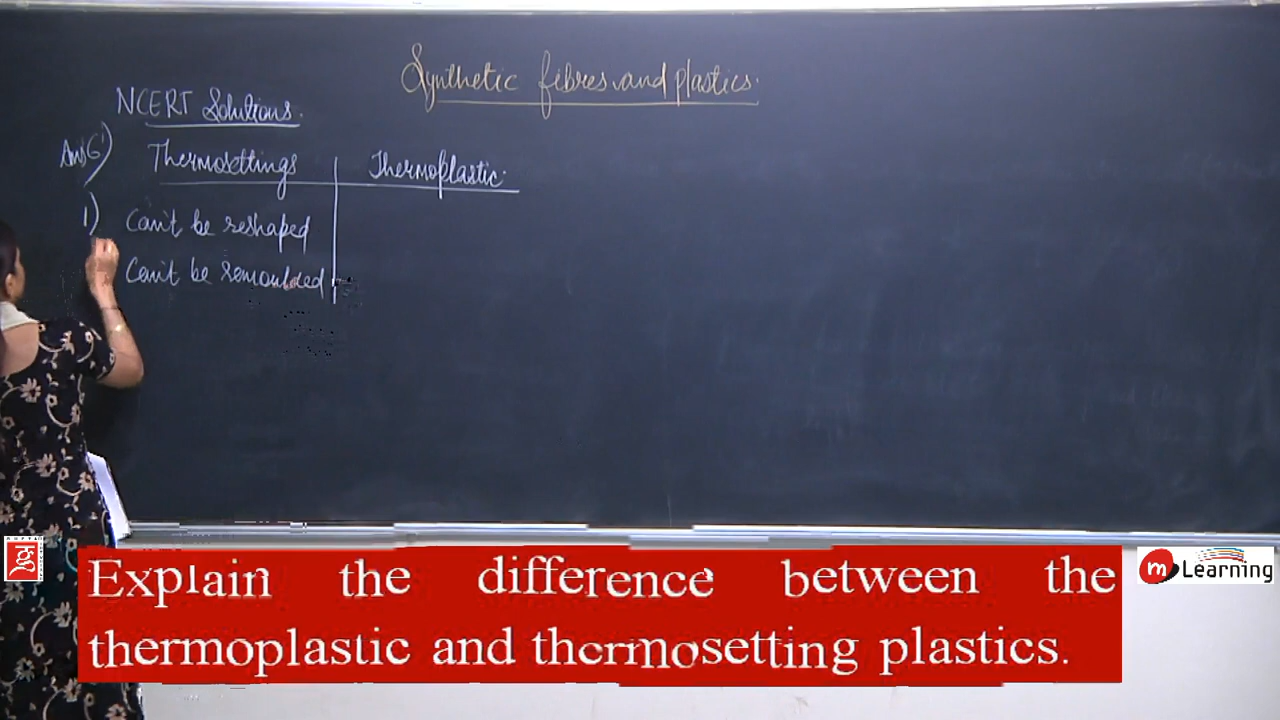 Synthetic fibres and plastics.
NCERT Solutions.
Ans 6)
Thermosettings
Thermoplastic.
1) Can't be reshaped
Can't be remoulded
Explain the difference between the
thermoplastic and thermosetting plastics.
m Learning